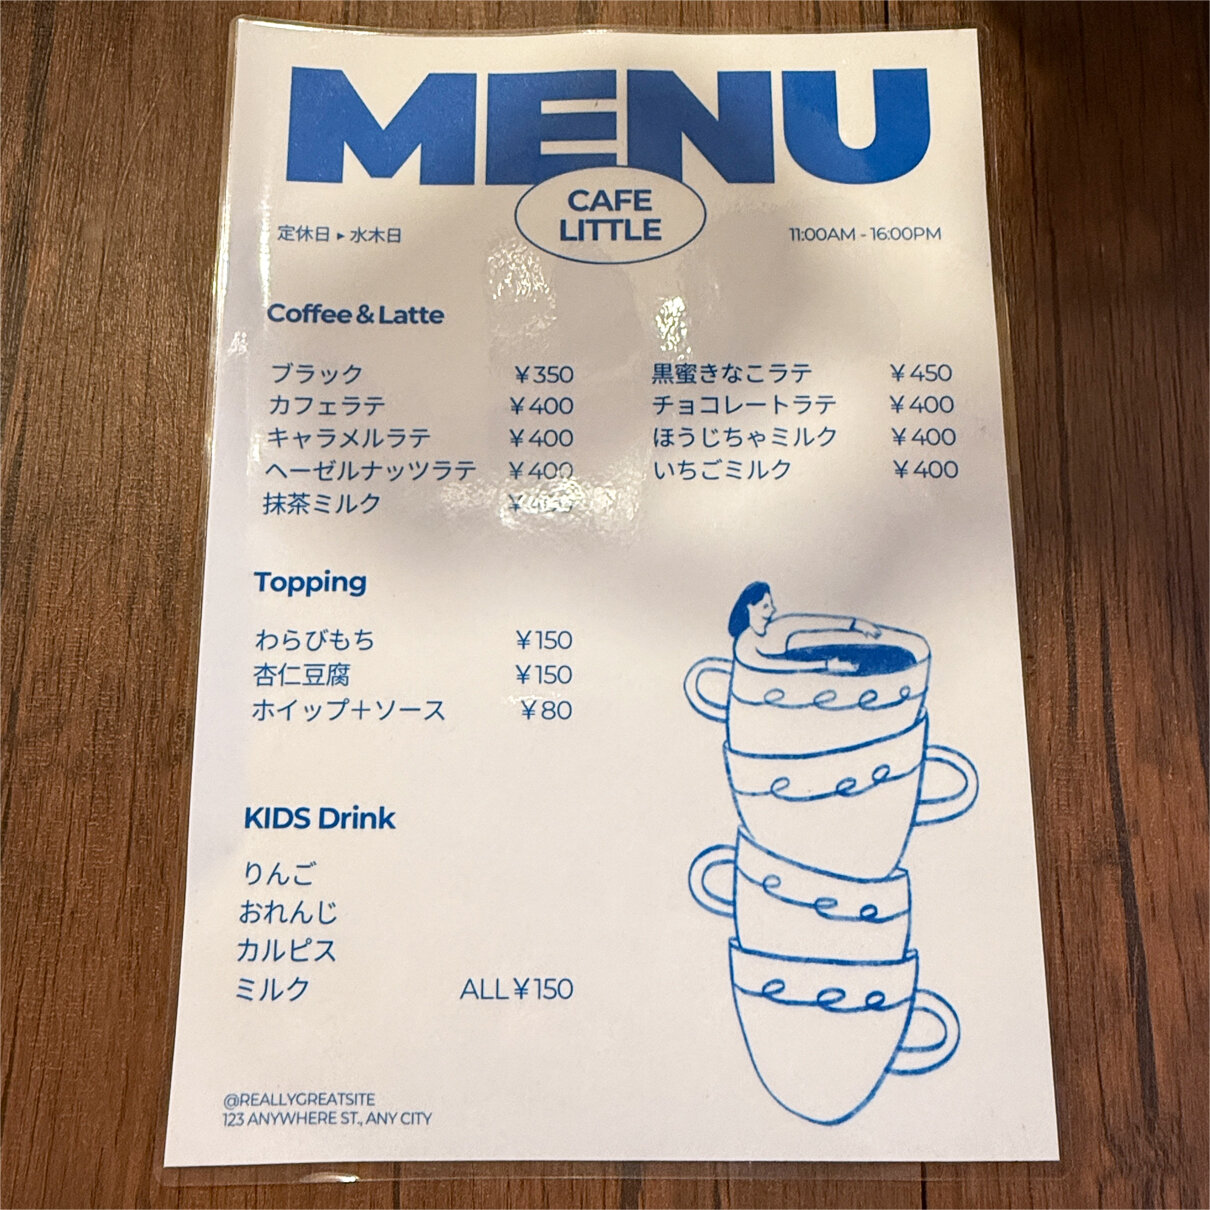 MENU
CAFE
LITTLE
定休日 ▸ 水木日
11:00AM - 16:00PM
Coffee & Latte
ブラック ¥350
カフェラテ ¥400
キャラメルラテ ¥400
ヘーゼルナッツラテ ¥400
抹茶ミルク
黒蜜きなこラテ ¥450
チョコレートラテ ¥400
ほうじちゃミルク ¥400
いちごミルク ¥400
Topping
わらびもち ¥150
杏仁豆腐 ¥150
ホイップ＋ソース ¥80
KIDS Drink
りんご
おれんじ
カルピス
ミルク ALL ¥150
@REALLYGREATSITE
123 ANYWHERE ST., ANY CITY